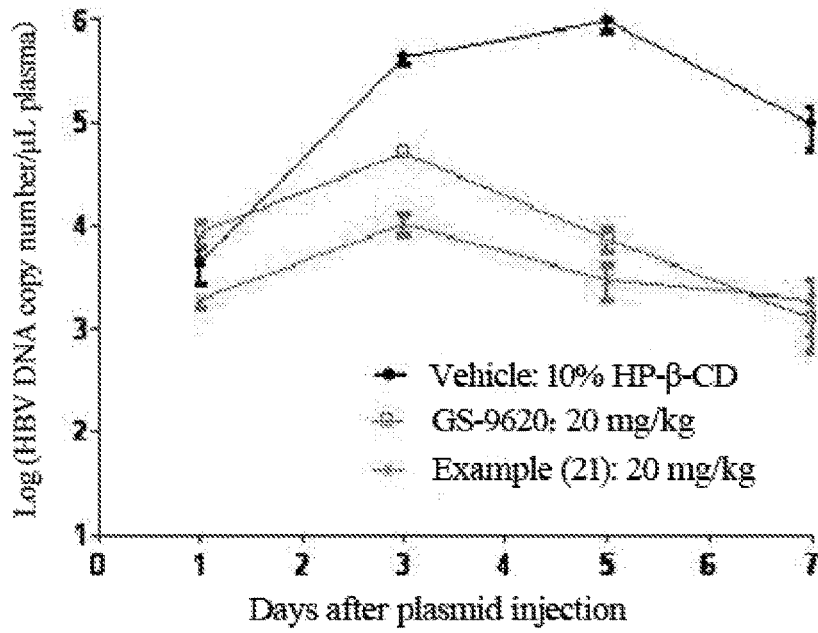 Log (HBV DNA copy number/μL plasma)
6
5
4
3
2
1
Vehicle: 10% HP-β-CD
GS-9620: 20 mg/kg
Example (21): 20 mg/kg
0 1 2 3 4 5 6 7
Days after plasmid injection